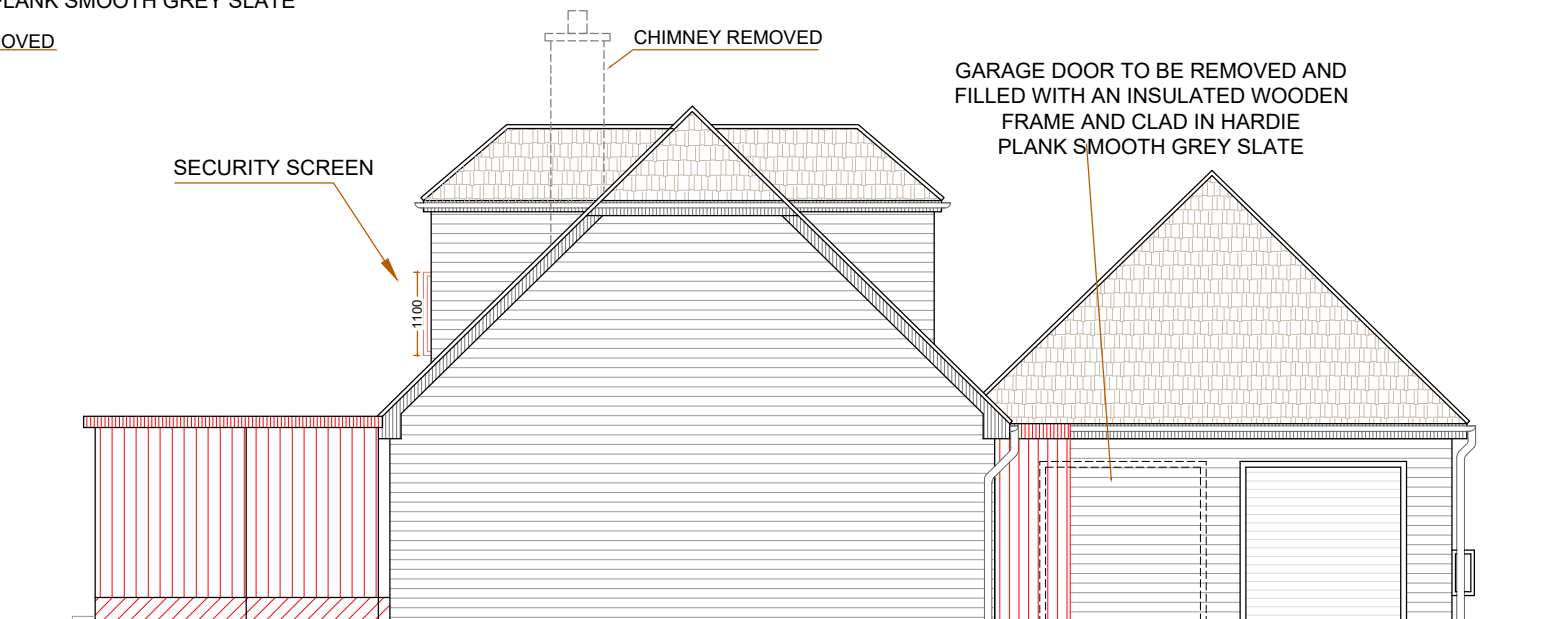 PLANK SMOOTH GREY SLATE
OVED
CHIMNEY REMOVED
GARAGE DOOR TO BE REMOVED AND
FILLED WITH AN INSULATED WOODEN
FRAME AND CLAD IN HARDIE
PLANK SMOOTH GREY SLATE
SECURITY SCREEN
1100